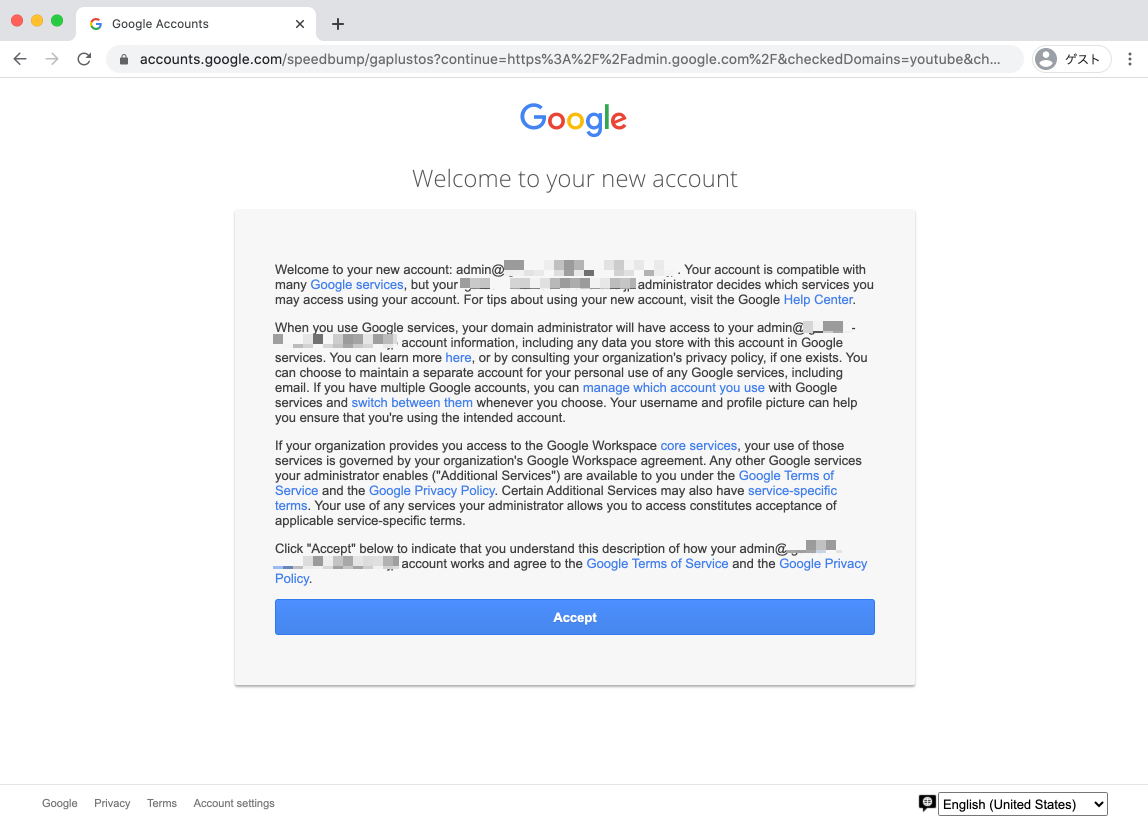 Google Accounts
accounts.google.com/speedbump/gaplustos?continue=https%3A%2F%2Fadmin.google.com%2F&checkedDomains=youtube&ch...
ゲスト
Google
Welcome to your new account
Welcome to your new account: admin@ . Your account is compatible with
many Google services, but your administrator decides which services you
may access using your account. For tips about using your new account, visit the Google Help Center.
When you use Google services, your domain administrator will have access to your admin@ -
account information, including any data you store with this account in Google
services. You can learn more here, or by consulting your organization's privacy policy, if one exists. You
can choose to maintain a separate account for your personal use of any Google services, including
email. If you have multiple Google accounts, you can manage which account you use with Google
services and switch between them whenever you choose. Your username and profile picture can help
you ensure that you're using the intended account.
If your organization provides you access to the Google Workspace core services, your use of those
services is governed by your organization's Google Workspace agreement. Any other Google services
your administrator enables ("Additional Services") are available to you under the Google Terms of
Service and the Google Privacy Policy. Certain Additional Services may also have service-specific
terms. Your use of any services your administrator allows you to access constitutes acceptance of
applicable service-specific terms.
Click "Accept" below to indicate that you understand this description of how your admin@
account works and agree to the Google Terms of Service and the Google Privacy
Policy.
Accept
Google Privacy Terms Account settings
English (United States)